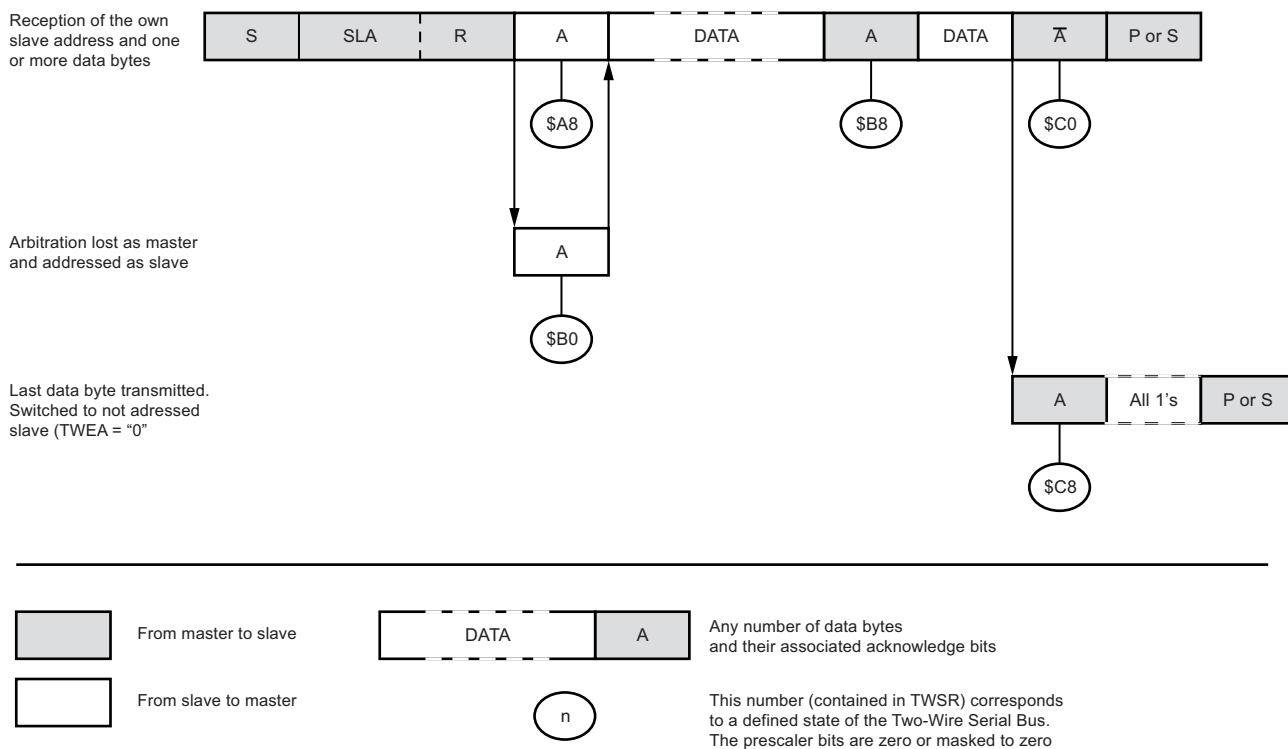 Reception of the own
slave address and one
or more data bytes
S SLA R A DATA A DATA A̅ P or S
$A8 $B8 $C0
Arbitration lost as master
and addressed as slave
A
$B0
Last data byte transmitted.
Switched to not adressed
slave (TWEA = “0”
A All 1's P or S
$C8
From master to slave
DATA A
Any number of data bytes
and their associated acknowledge bits
From slave to master
n
This number (contained in TWSR) corresponds
to a defined state of the Two-Wire Serial Bus.
The prescaler bits are zero or masked to zero